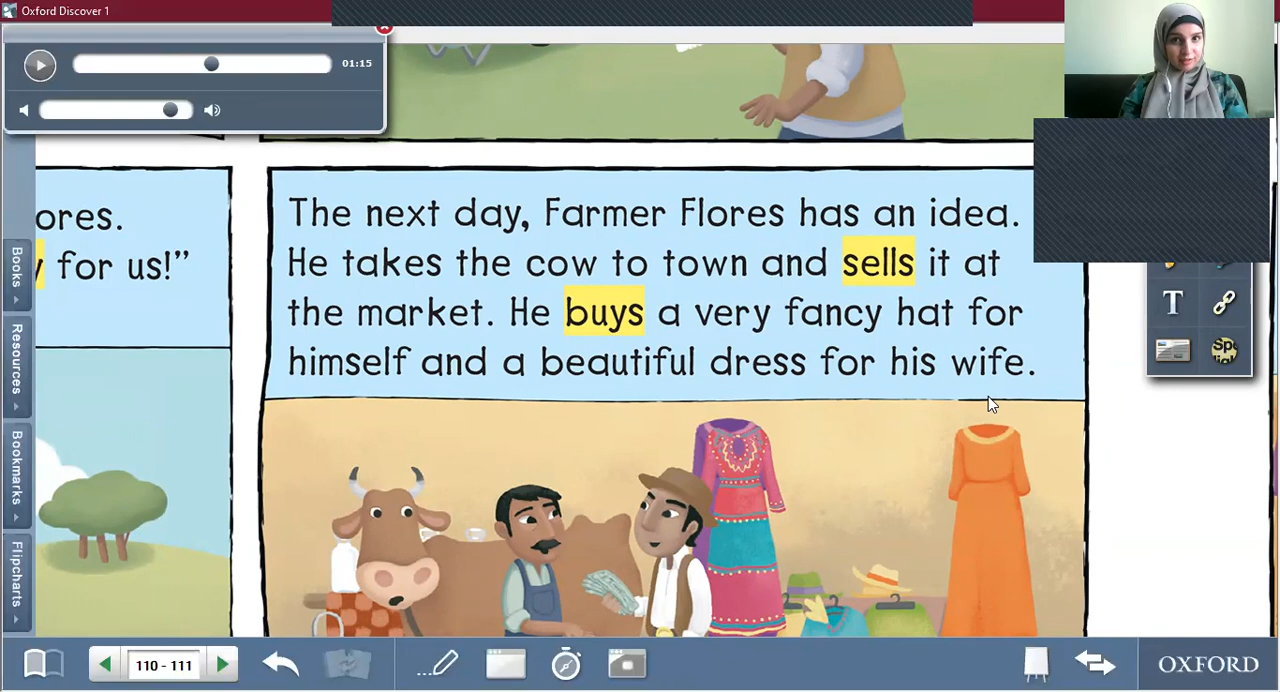 Oxford Discover 1
01:15
ores.
for us!”
The next day, Farmer Flores has an idea.
He takes the cow to town and sells it at
the market. He buys a very fancy hat for
himself and a beautiful dress for his wife.
Books
Resources
Bookmarks
Flipcharts
T
110 - 111
OXFORD